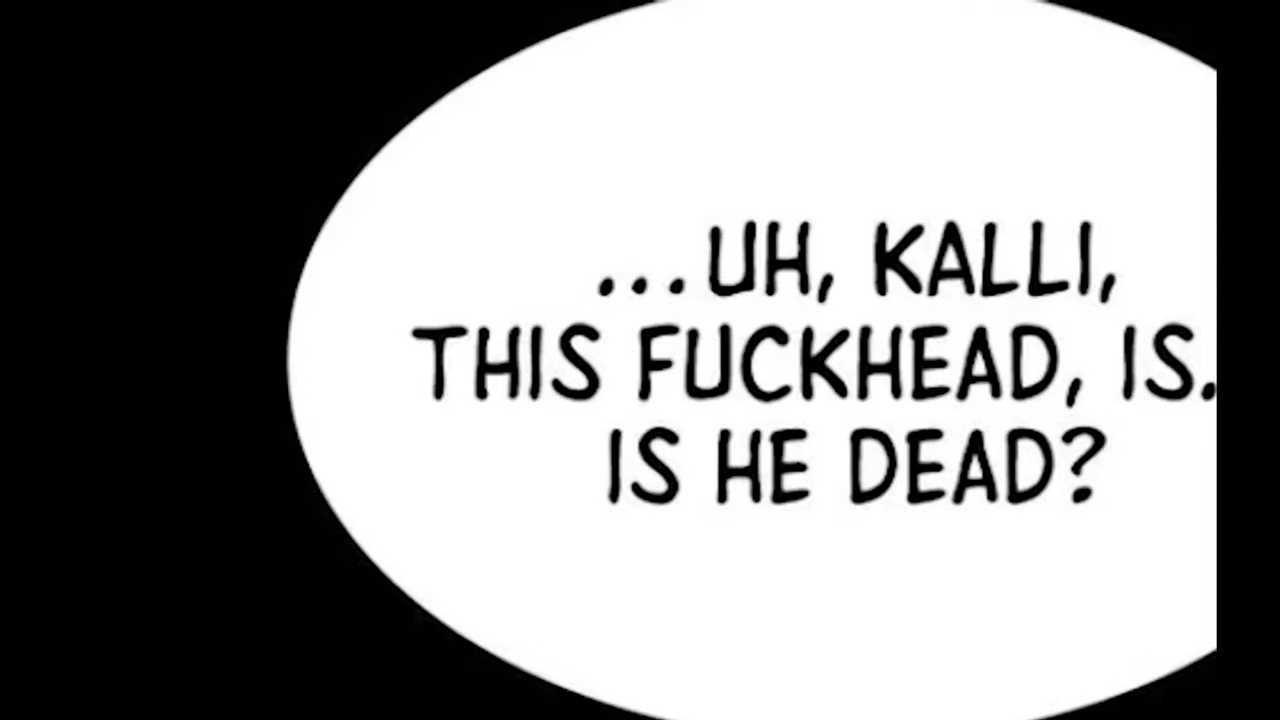 ...UH, KALLI,
THIS FUCKHEAD, IS.
IS HE DEAD?